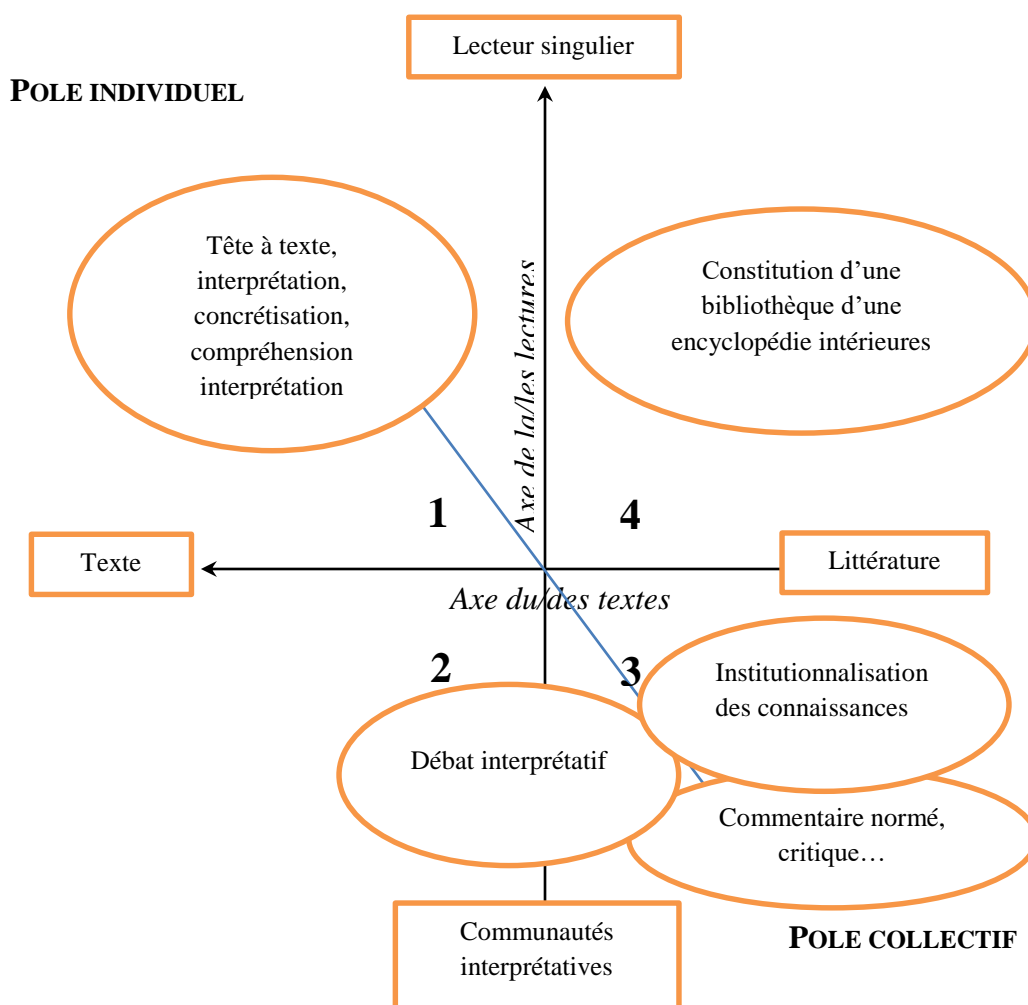 Lecteur singulier
POLE INDIVIDUEL
Tête à texte,
interprétation,
concrétisation,
compréhension
interprétation
Constitution d’une
bibliothèque d’une
encyclopédie intérieures
Axe de la/les lectures
1
4
Texte
Littérature
Axe du/des textes
2
3
Institutionnalisation
des connaissances
Débat interprétatif
Commentaire normé,
critique…
Communautés
interprétatives
POLE COLLECTIF